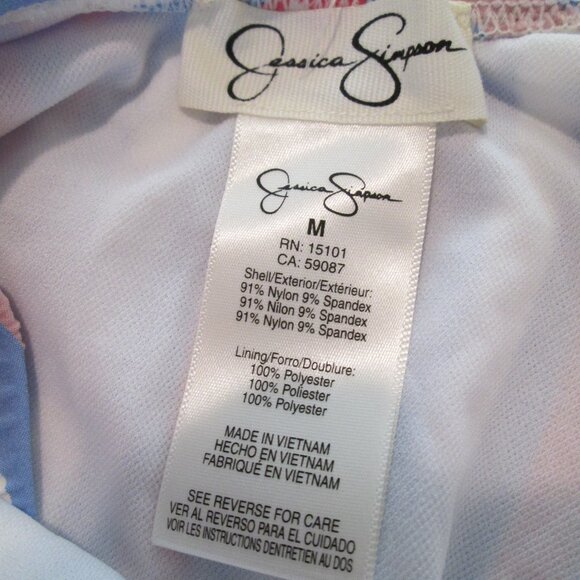 Jessica Simpson
Jessica Simpson
M
RN: 15101
CA: 59087
Shell/Exterior/Extérieur:
91% Nylon 9% Spandex
91% Nilon 9% Spandex
91% Nylon 9% Spandex
Lining/Forro/Doublure:
100% Polyester
100% Poliester
100% Polyester
MADE IN VIETNAM
HECHO EN VIETNAM
FABRIQUÉ EN VIETNAM
SEE REVERSE FOR CARE
VER AL REVERSO PARA EL CUIDADO
VOIR LES INSTRUCTIONS DENTRETIEN AU DOS